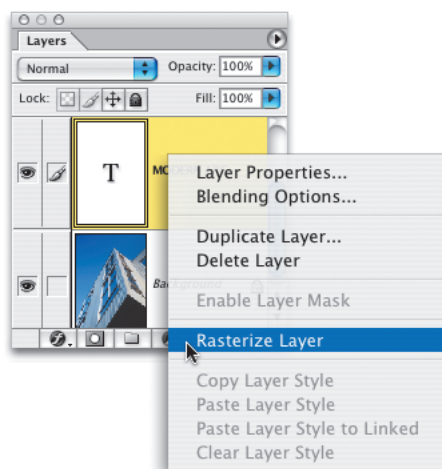 Layers
Normal
Opacity: 100%
Lock:
Fill: 100%
T
Background
Layer Properties...
Blending Options...
Duplicate Layer...
Delete Layer
Enable Layer Mask
Rasterize Layer
Copy Layer Style
Paste Layer Style
Paste Layer Style to Linked
Clear Layer Style